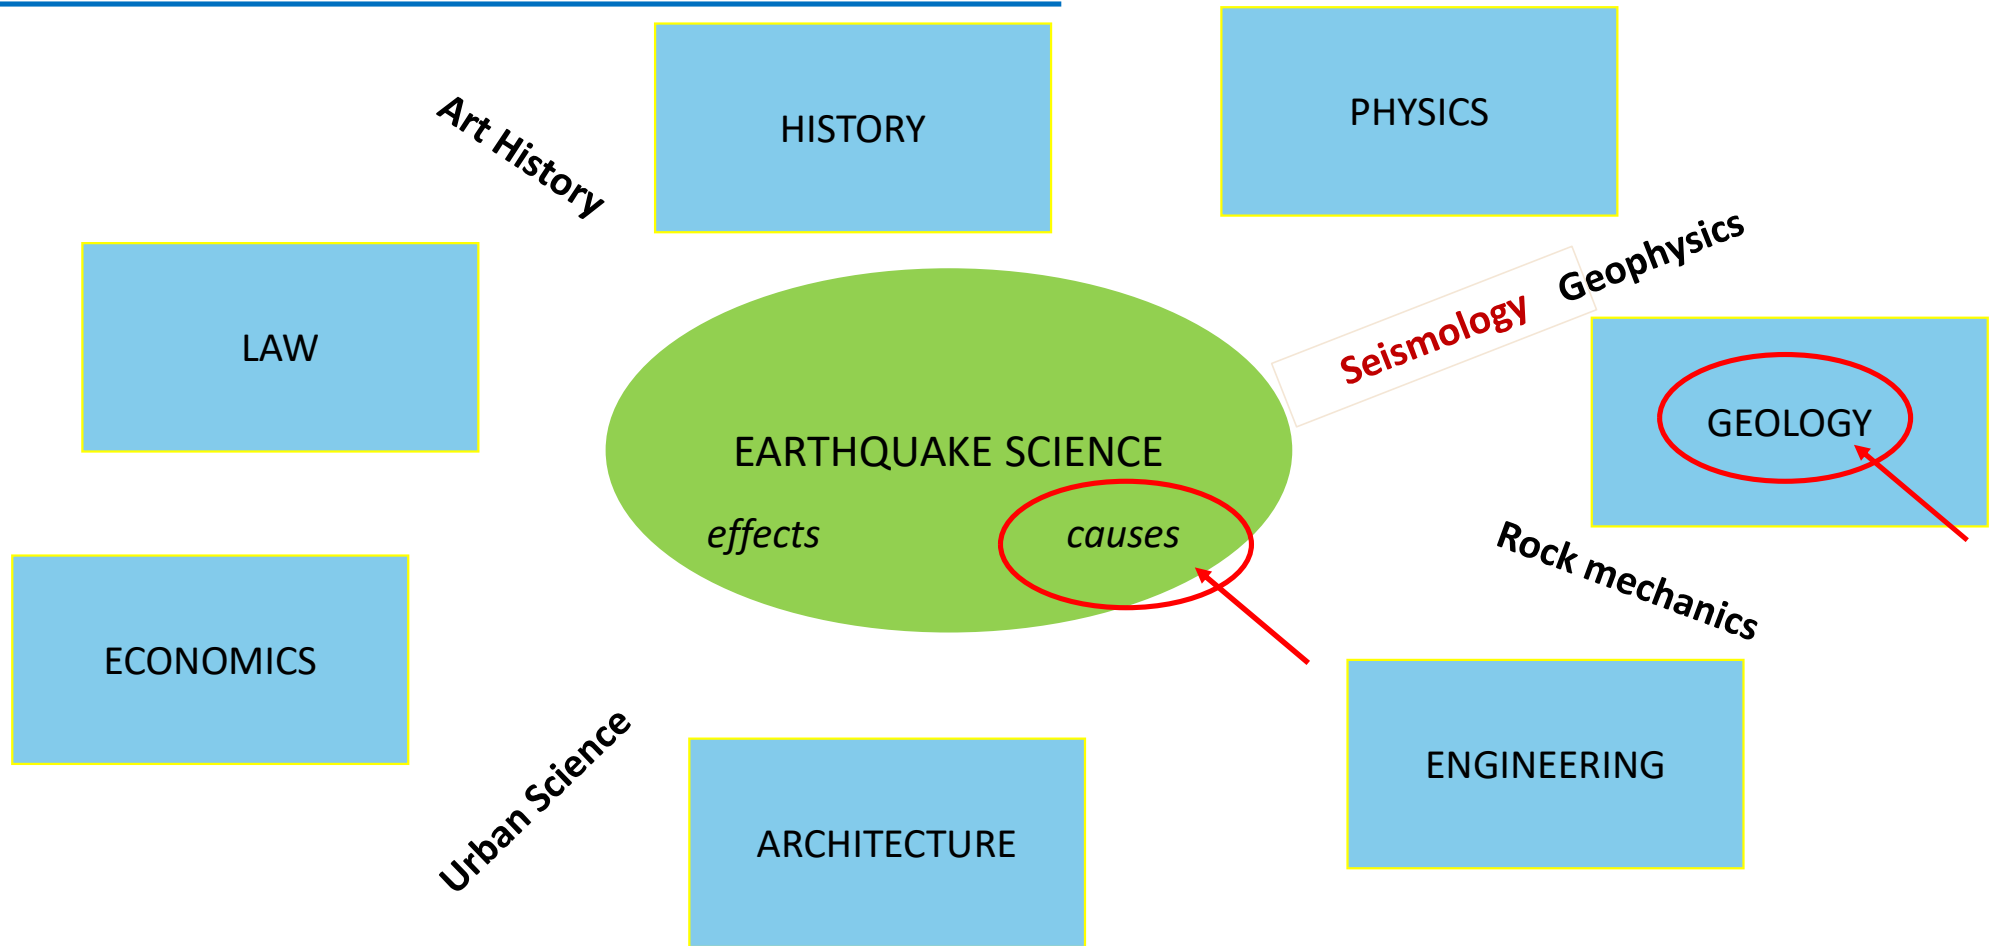 HISTORY
PHYSICS
Art History
Geophysics
Seismology
LAW
GEOLOGY
EARTHQUAKE SCIENCE
effects
causes
Rock mechanics
ECONOMICS
ENGINEERING
Urban Science
ARCHITECTURE